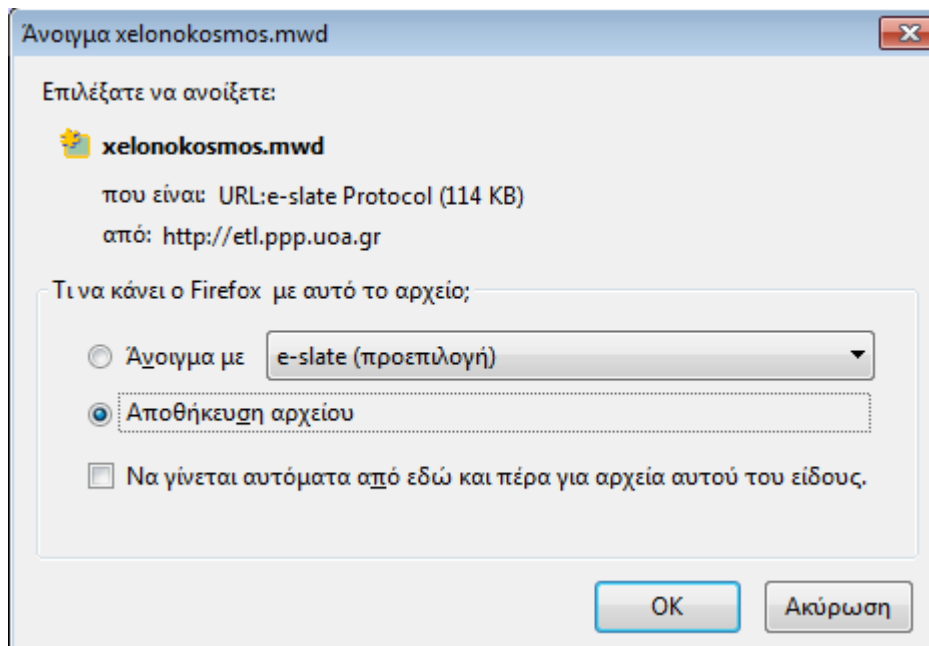 Άνοιγμα xelonokosmos.mwd
Επιλέξατε να ανοίξετε:
xelonokosmos.mwd
που είναι: URL:e-slate Protocol (114 KB)
από: http://etl.ppp.uoa.gr
Τι να κάνει ο Firefox με αυτό το αρχείο;
Άνοιγμα με e-slate (προεπιλογή)
Αποθήκευση αρχείου
Να γίνεται αυτόματα από εδώ και πέρα για αρχεία αυτού του είδους.
OK Ακύρωση